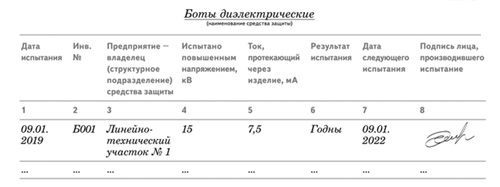 Боты диэлектрические
(наименование средства защиты)
Дата испытания	Инв. №	Предприятие – владелец (структурное подразделение) средства защиты	Испытано повышенным напряжением, кВ	Ток, протекающий через изделие, мА	Результат испытания	Дата следующего испытания	Подпись лица, производившего испытание
1	2	3	4	5	6	7	8
09.01. 2019	Б001	Линейно-технический участок № 1	15	7,5	Годны	09.01. 2022
...	...	...	...	...	...	...	...